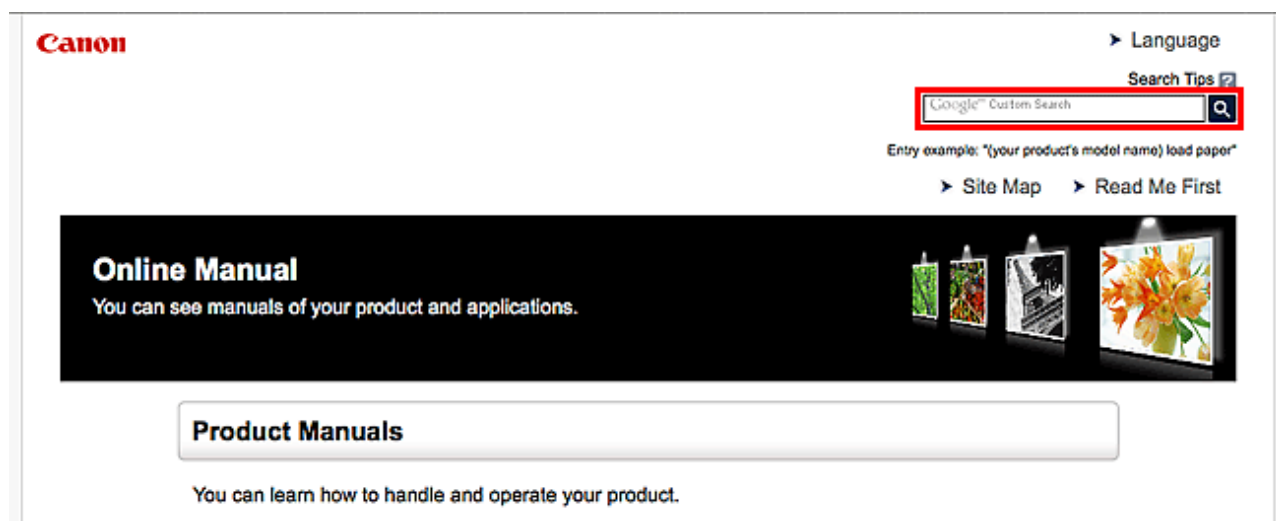 Canon
Language
Search Tips ?
Google™ Custom Search
Entry example: "(your product's model name) load paper"
Site Map Read Me First
Online Manual
You can see manuals of your product and applications.
Product Manuals
You can learn how to handle and operate your product.